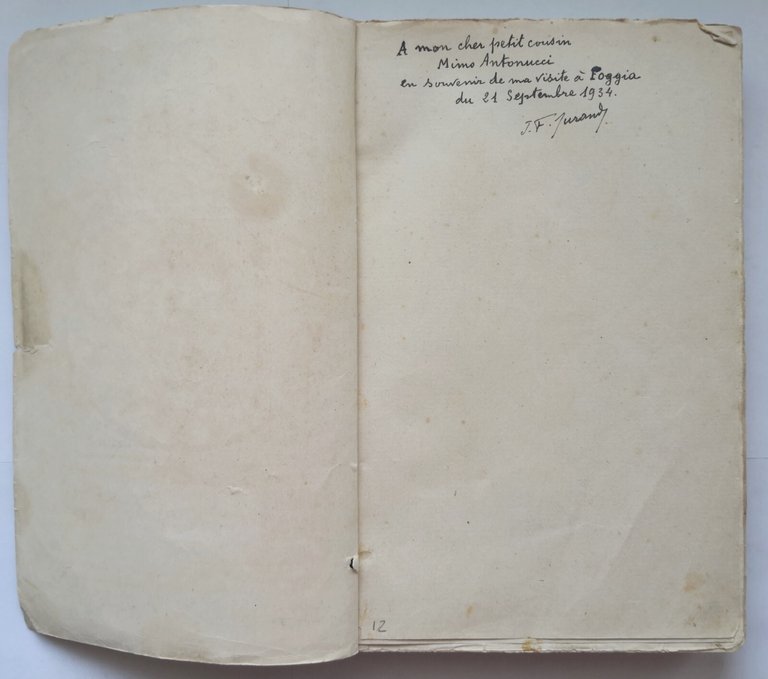 A mon cher petit cousin
Mimo Antonucci
en souvenir de ma visite à Foggia
du 21 Septembre 1934.
J. F.
12